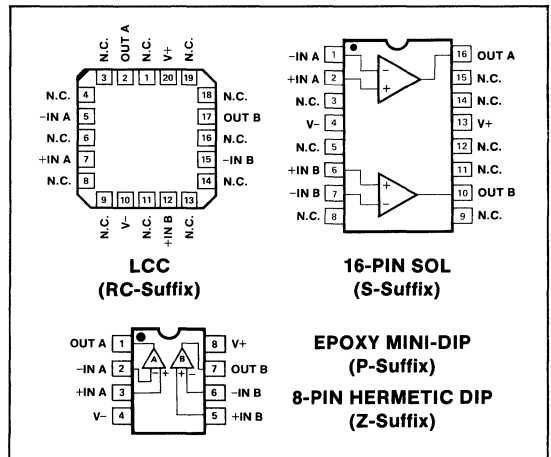 N.C. OUT A N.C. V+ N.C.
3 2 1 20 19
N.C. 4 18 N.C.
-IN A 5 17 OUT B
N.C. 6 16 N.C.
+IN A 7 15 -IN B
N.C. 8 14 N.C.
9 10 11 12 13
N.C. V- N.C. +IN B N.C.
LCC
(RC-Suffix)
-IN A 1 - 16 OUT A
+IN A 2 + 15 N.C.
N.C. 3 14 N.C.
V- 4 13 V+
N.C. 5 12 N.C.
+IN B 6 + 11 N.C.
-IN B 7 - 10 OUT B
N.C. 8 9 N.C.
16-PIN SOL
(S-Suffix)
OUT A 1 8 V+
-IN A 2 A B 7 OUT B
- + + -
+IN A 3 6 -IN B
V- 4 5 +IN B
EPOXY MINI-DIP
(P-Suffix)
8-PIN HERMETIC DIP
(Z-Suffix)